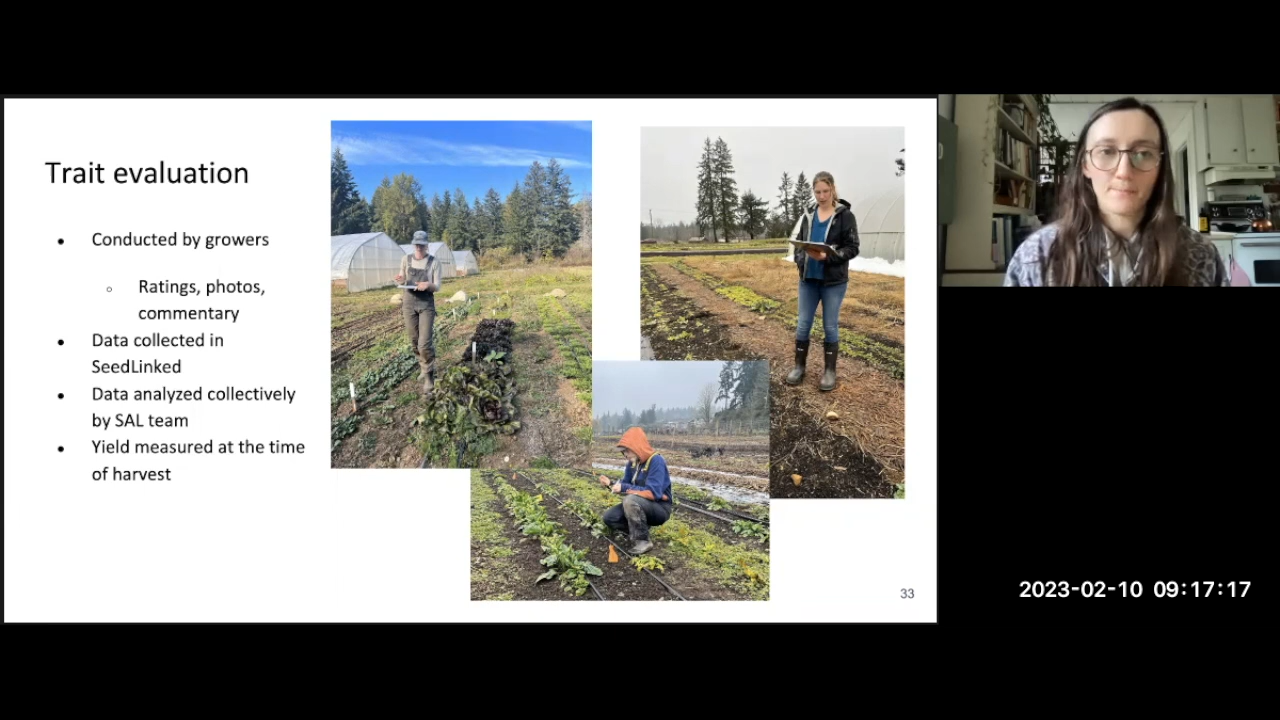 Trait evaluation
• Conducted by growers
○ Ratings, photos,
commentary
• Data collected in
SeedLinked
• Data analyzed collectively
by SAL team
• Yield measured at the time
of harvest
33
2023-02-10 09:17:17